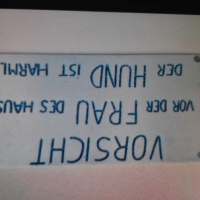 VORSICHT
VOR DER FRAU DES HAUS
DER HUND iST HARML